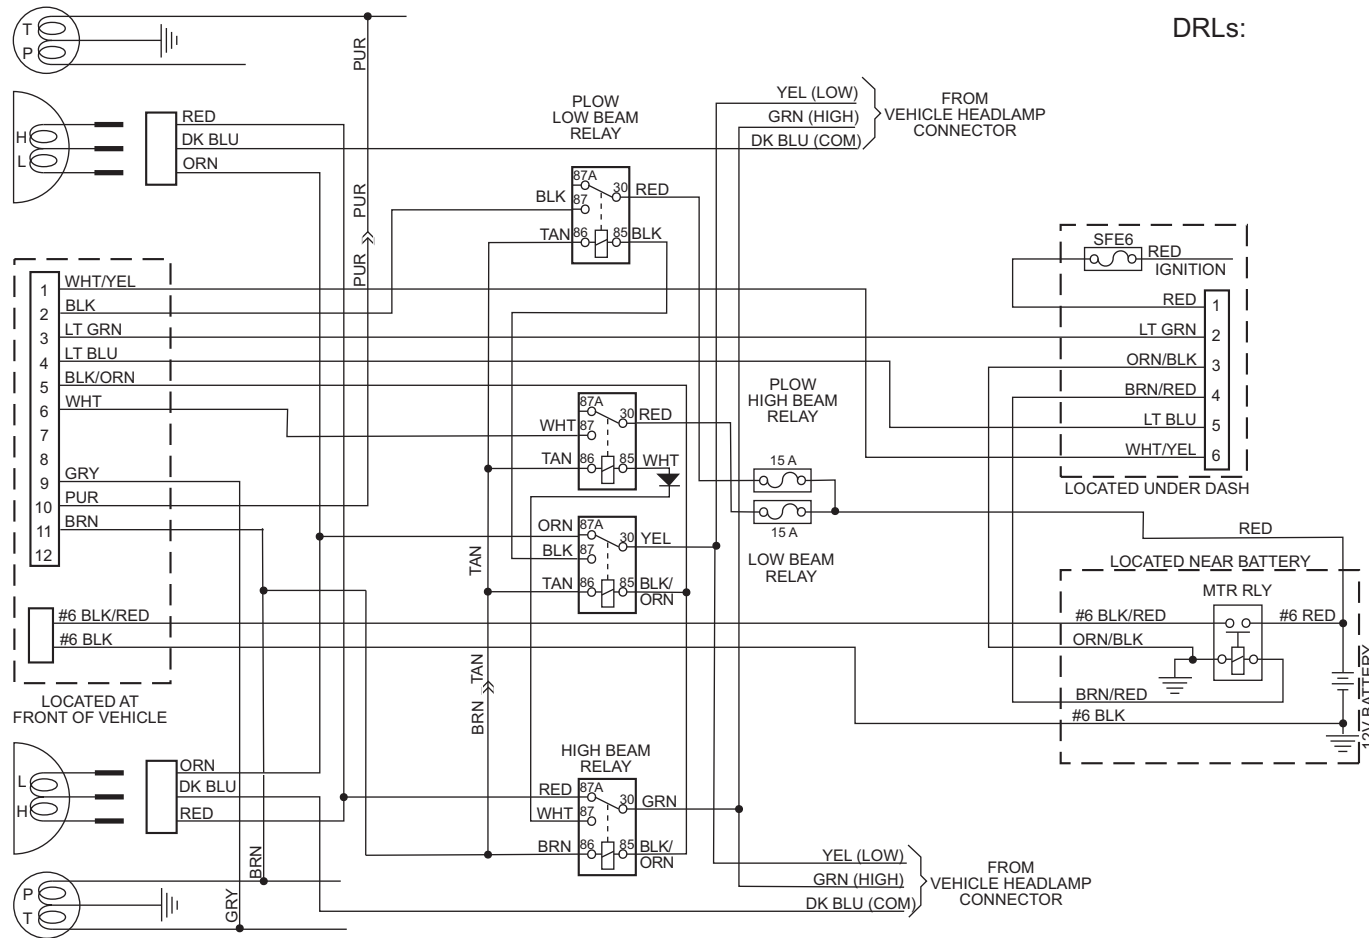 DRLs:
T
P
PUR
RED
DK BLU
ORN
H
L
PLOW
LOW BEAM
RELAY
YEL (LOW)
GRN (HIGH)
DK BLU (COM)
FROM
VEHICLE HEADLAMP
CONNECTOR
87A
30
RED
BLK
87
TAN
86
85
BLK
PUR
PUR
1
WHT/YEL
2
BLK
3
LT GRN
4
LT BLU
5
BLK/ORN
6
WHT
7
8
9
GRY
10
PUR
11
BRN
12
#6 BLK/RED
#6 BLK
LOCATED AT
FRONT OF VEHICLE
SFE6
RED
IGNITION
RED
1
LT GRN
2
ORN/BLK
3
BRN/RED
4
LT BLU
5
WHT/YEL
6
LOCATED UNDER DASH
PLOW
HIGH BEAM
RELAY
87A
30
RED
WHT
87
TAN
86
85
WHT
15 A
15 A
LOW BEAM
RELAY
ORN
87A
30
YEL
BLK
87
TAN
86
85
BLK/
ORN
TAN
TAN
BRN
RED
LOCATED NEAR BATTERY
MTR RLY
#6 BLK/RED
#6 RED
ORN/BLK
BRN/RED
#6 BLK
12V BATTERY
L
H
ORN
DK BLU
RED
HIGH BEAM
RELAY
RED
87A
30
GRN
WHT
87
BRN
86
85
BLK/
ORN
BRN
GRY
P
T
YEL (LOW)
GRN (HIGH)
DK BLU (COM)
FROM
VEHICLE HEADLAMP
CONNECTOR